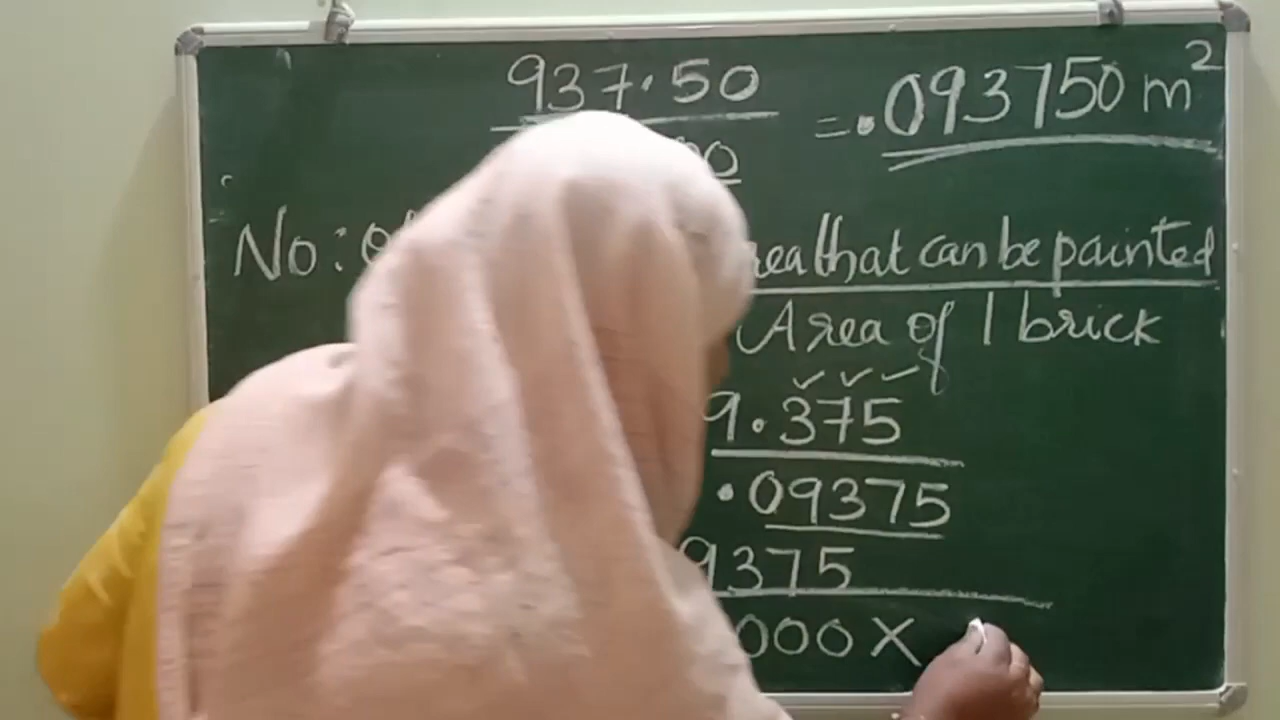 937.50
= .093750 m²
00
No: of
rea that can be painted
Area of 1 brick
9.375
.09375
9375
000 X